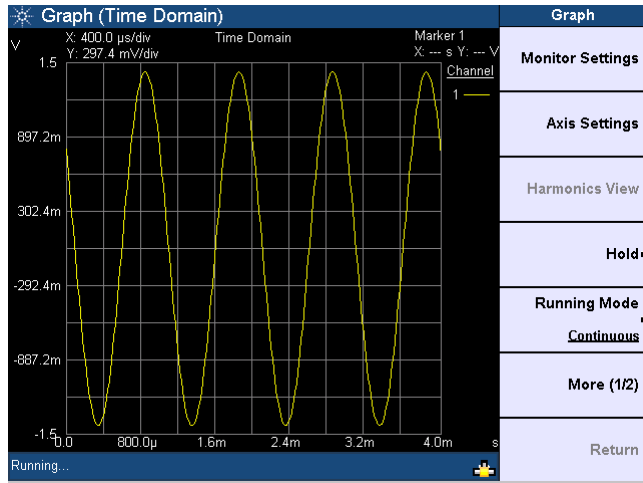 Graph (Time Domain)
V
X: 400.0 µs/div
Y: 297.4 mV/div
Time Domain
Marker 1
X: --- s Y: --- V
Channel
1
1.5
897.2m
302.4m
-292.4m
-887.2m
-1.5
0.0 800.0µ 1.6m 2.4m 3.2m 4.0m s
Running...
Graph
Monitor Settings
Axis Settings
Harmonics View
Hold
Running Mode
Continuous
More (1/2)
Return